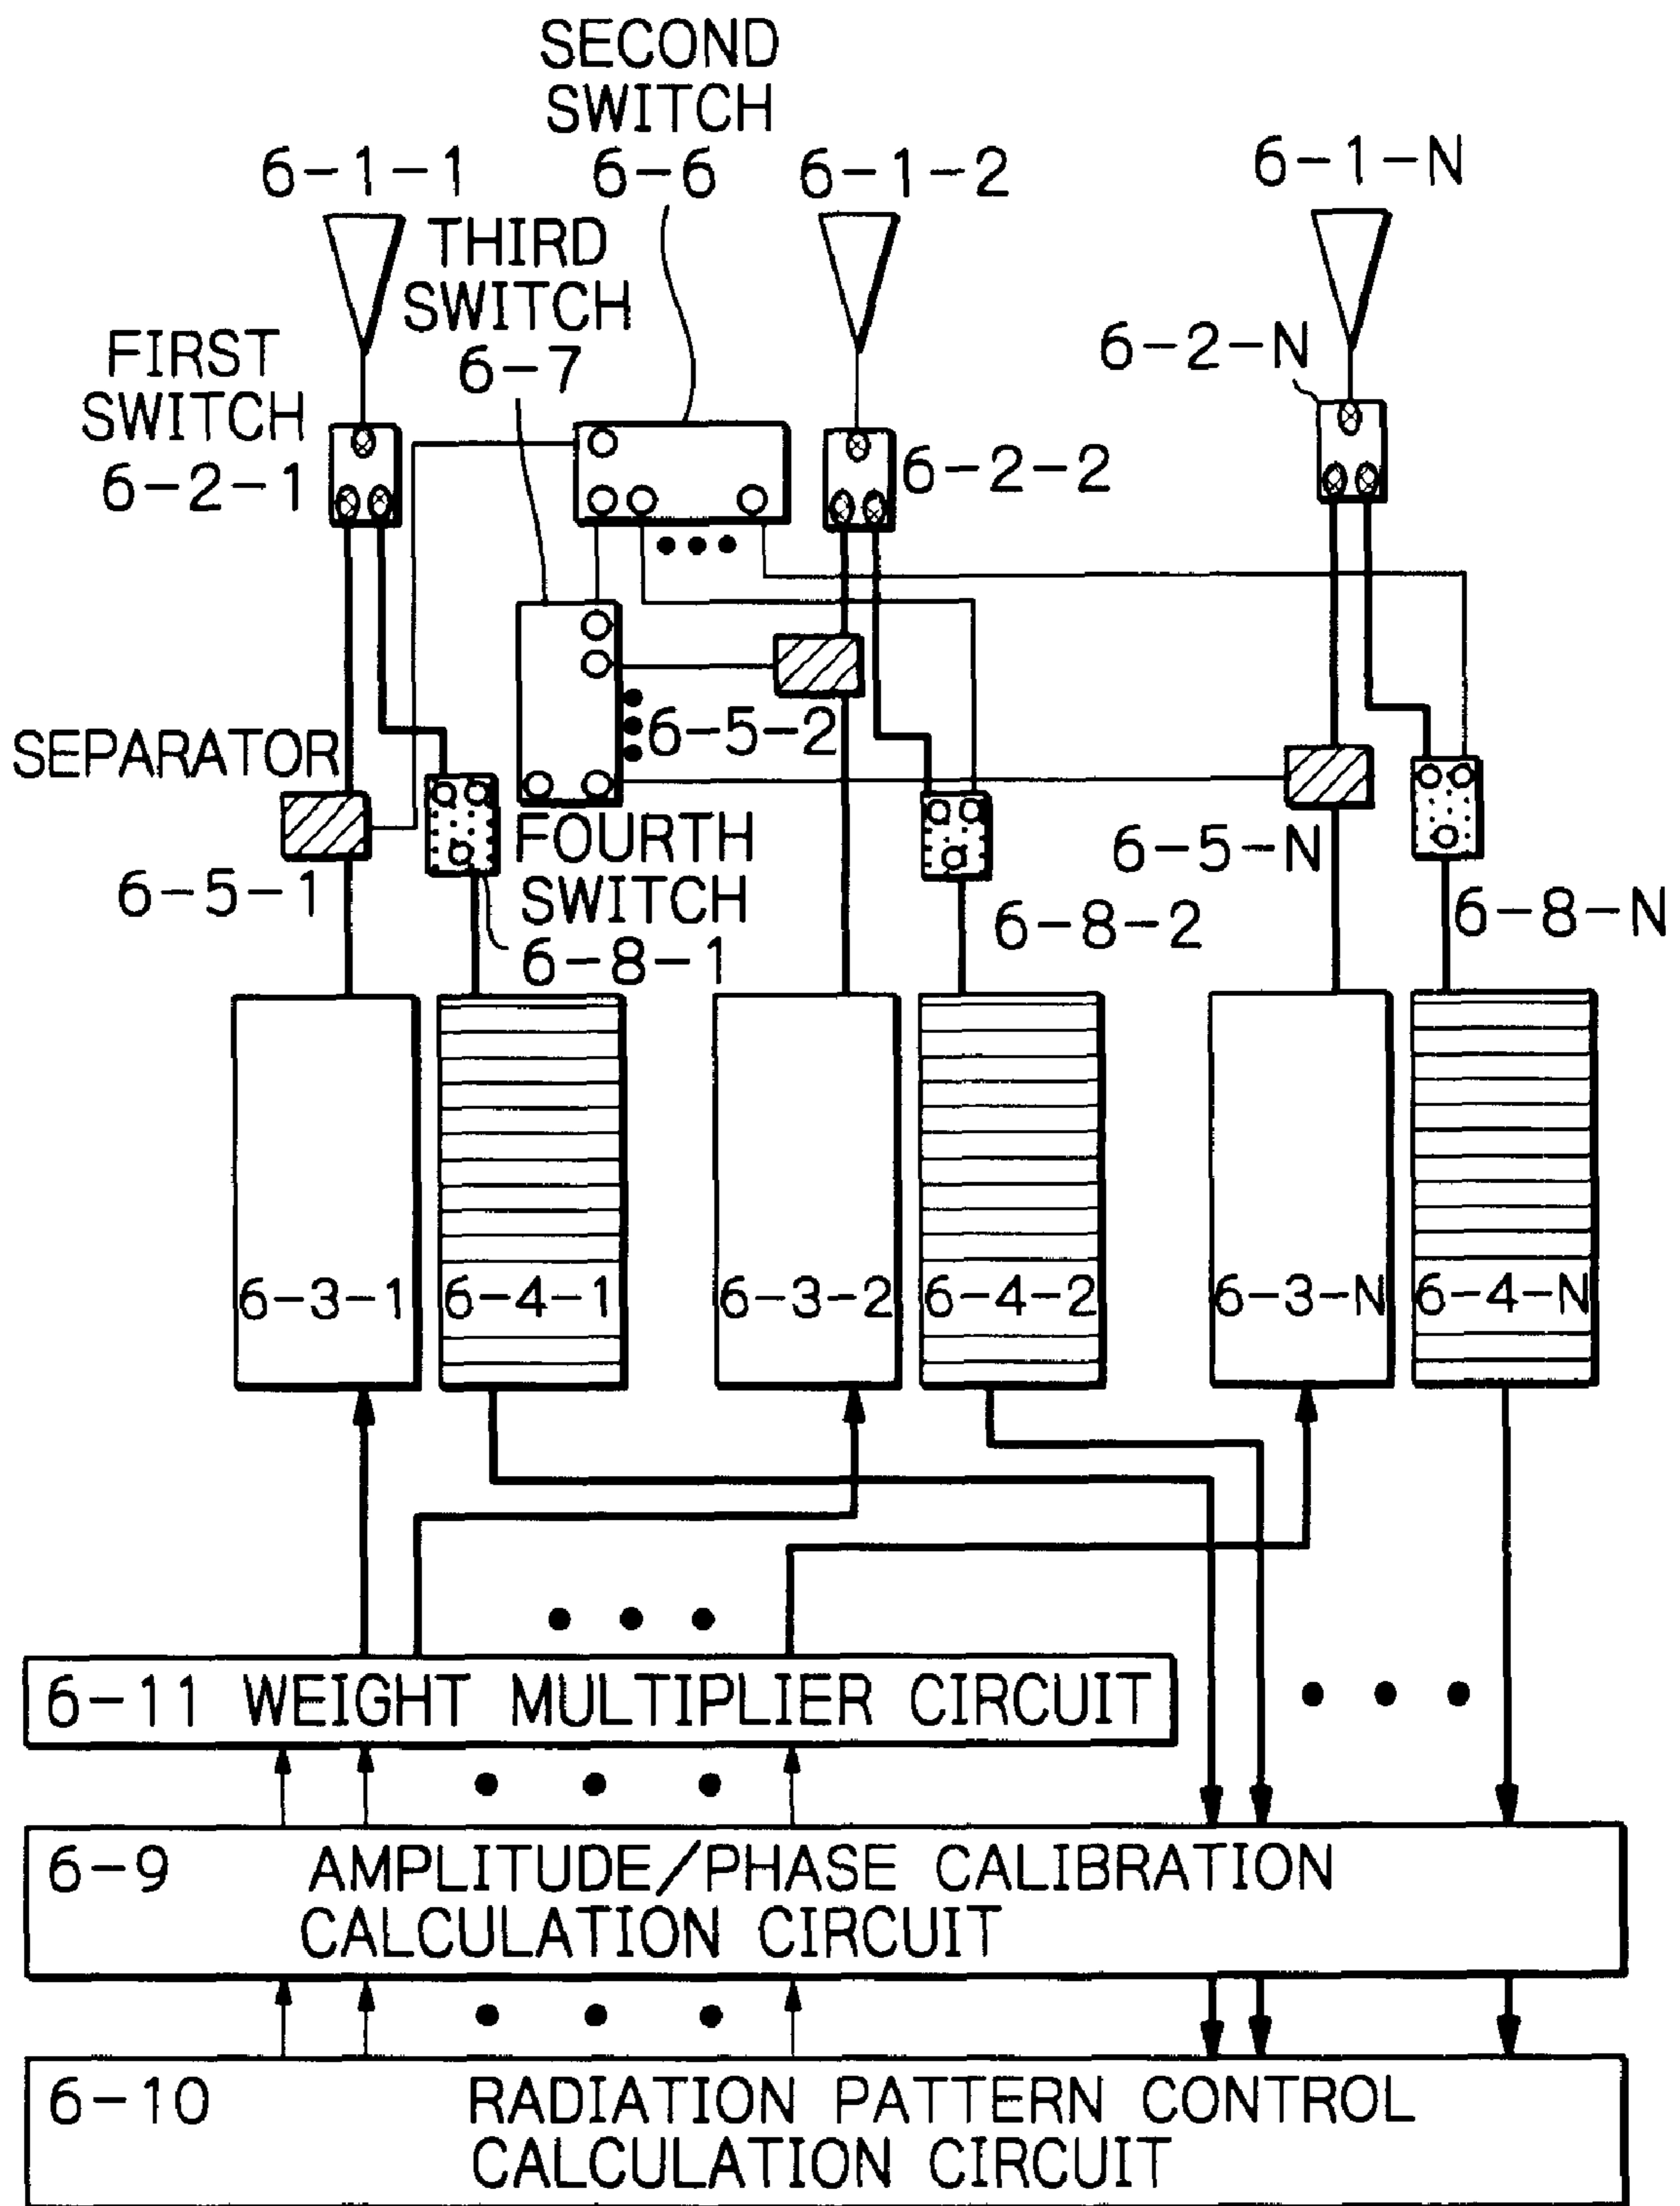 SECOND
SWITCH
6-6
6-1-1
6-1-2
6-1-N
THIRD
SWITCH
6-7
FIRST
SWITCH
6-2-1
6-2-2
6-2-N
SEPARATOR
6-5-1
6-5-2
6-5-N
FOURTH
SWITCH
6-8-1
6-8-2
6-8-N
6-3-1
6-4-1
6-3-2
6-4-2
6-3-N
6-4-N
6-11 WEIGHT MULTIPLIER CIRCUIT
6-9 AMPLITUDE/PHASE CALIBRATION
CALCULATION CIRCUIT
6-10 RADIATION PATTERN CONTROL
CALCULATION CIRCUIT